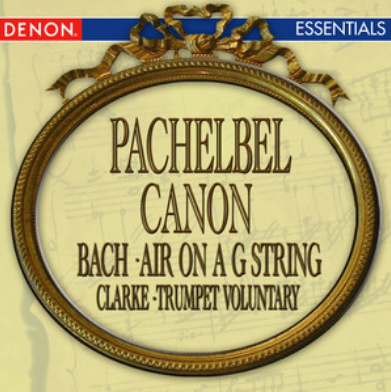 DENON. ESSENTIALS
PACHELBEL
CANON
BACH · AIR ON A G STRING
CLARKE · TRUMPET VOLUNTARY